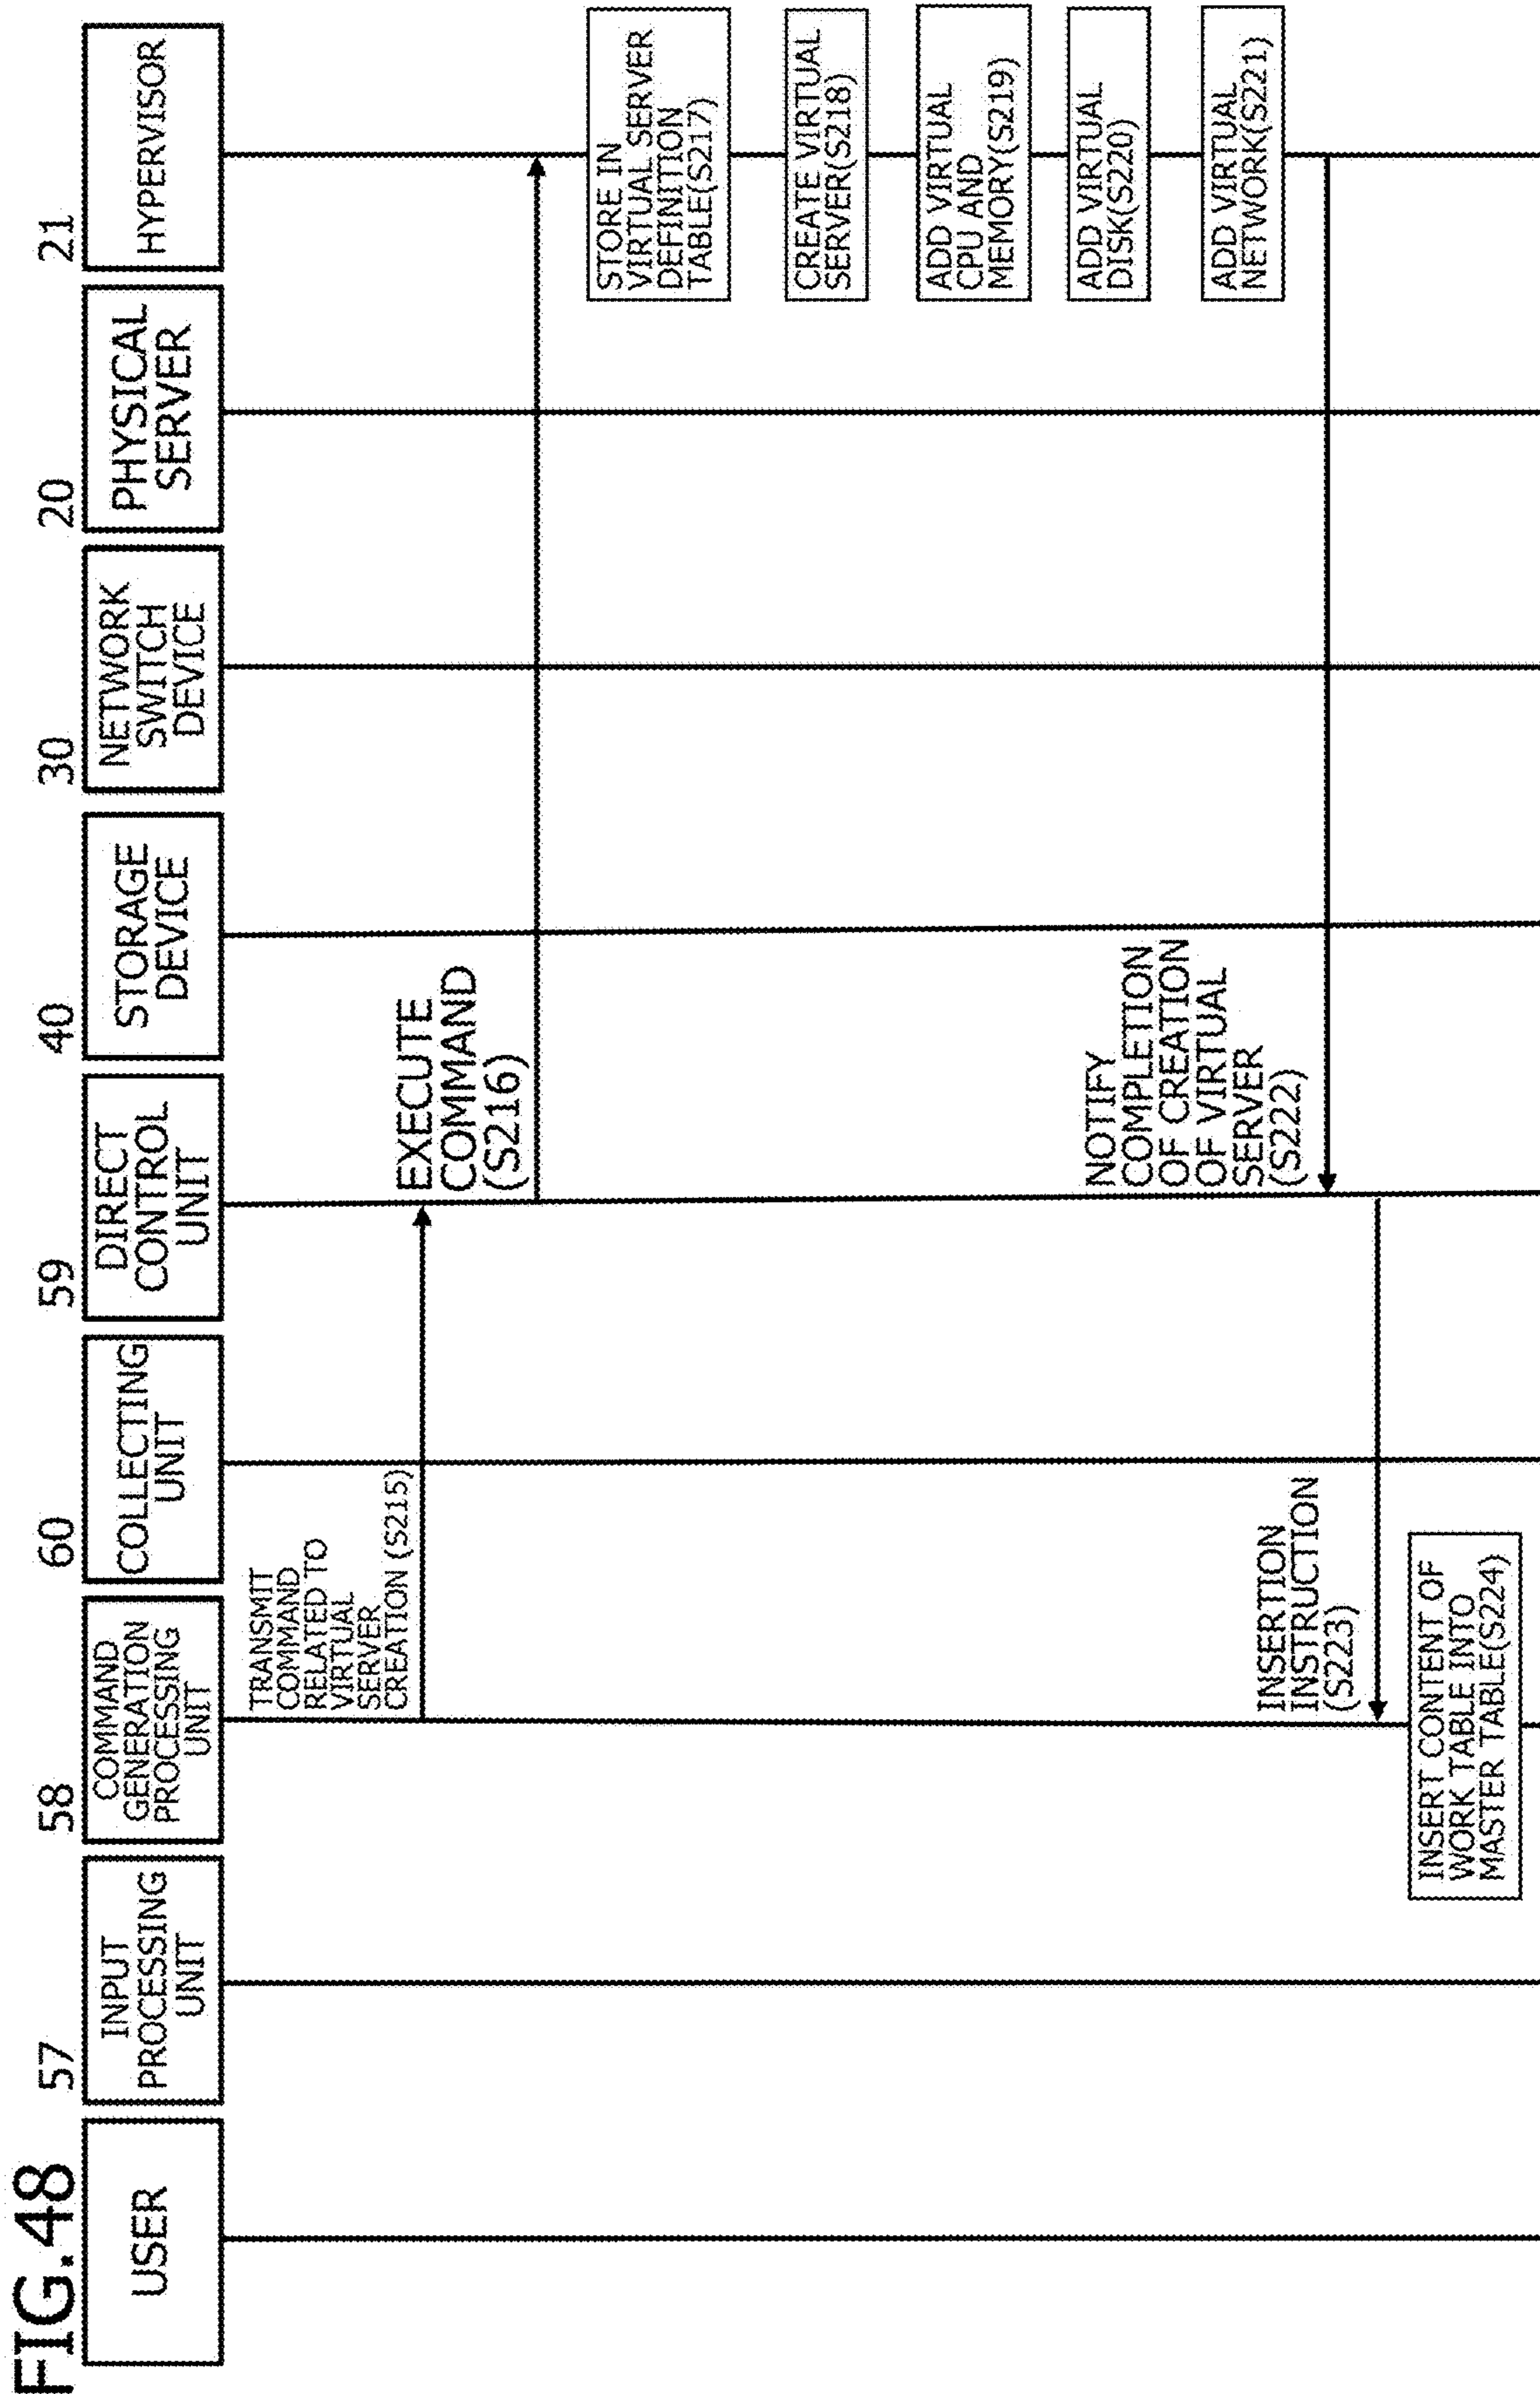 FIG.48
USER
57
INPUT
PROCESSING
UNIT
58
COMMAND
GENERATION
PROCESSING
UNIT
60
COLLECTING
UNIT
59
DIRECT
CONTROL
UNIT
40
STORAGE
DEVICE
30
NETWORK
SWITCH
DEVICE
20
PHYSICAL
SERVER
21
HYPERVISOR
TRANSMIT
COMMAND
RELATED TO
VIRTUAL
SERVER
CREATION (S215)
EXECUTE
COMMAND
(S216)
STORE IN
VIRTUAL SERVER
DEFINITION
TABLE(S217)
CREATE VIRTUAL
SERVER(S218)
ADD VIRTUAL
CPU AND
MEMORY(S219)
ADD VIRTUAL
DISK(S220)
ADD VIRTUAL
NETWORK(S221)
NOTIFY
COMPLETION
OF CREATION
OF VIRTUAL
SERVER
(S222)
INSERTION
INSTRUCTION
(S223)
INSERT CONTENT OF
WORK TABLE INTO
MASTER TABLE(S224)